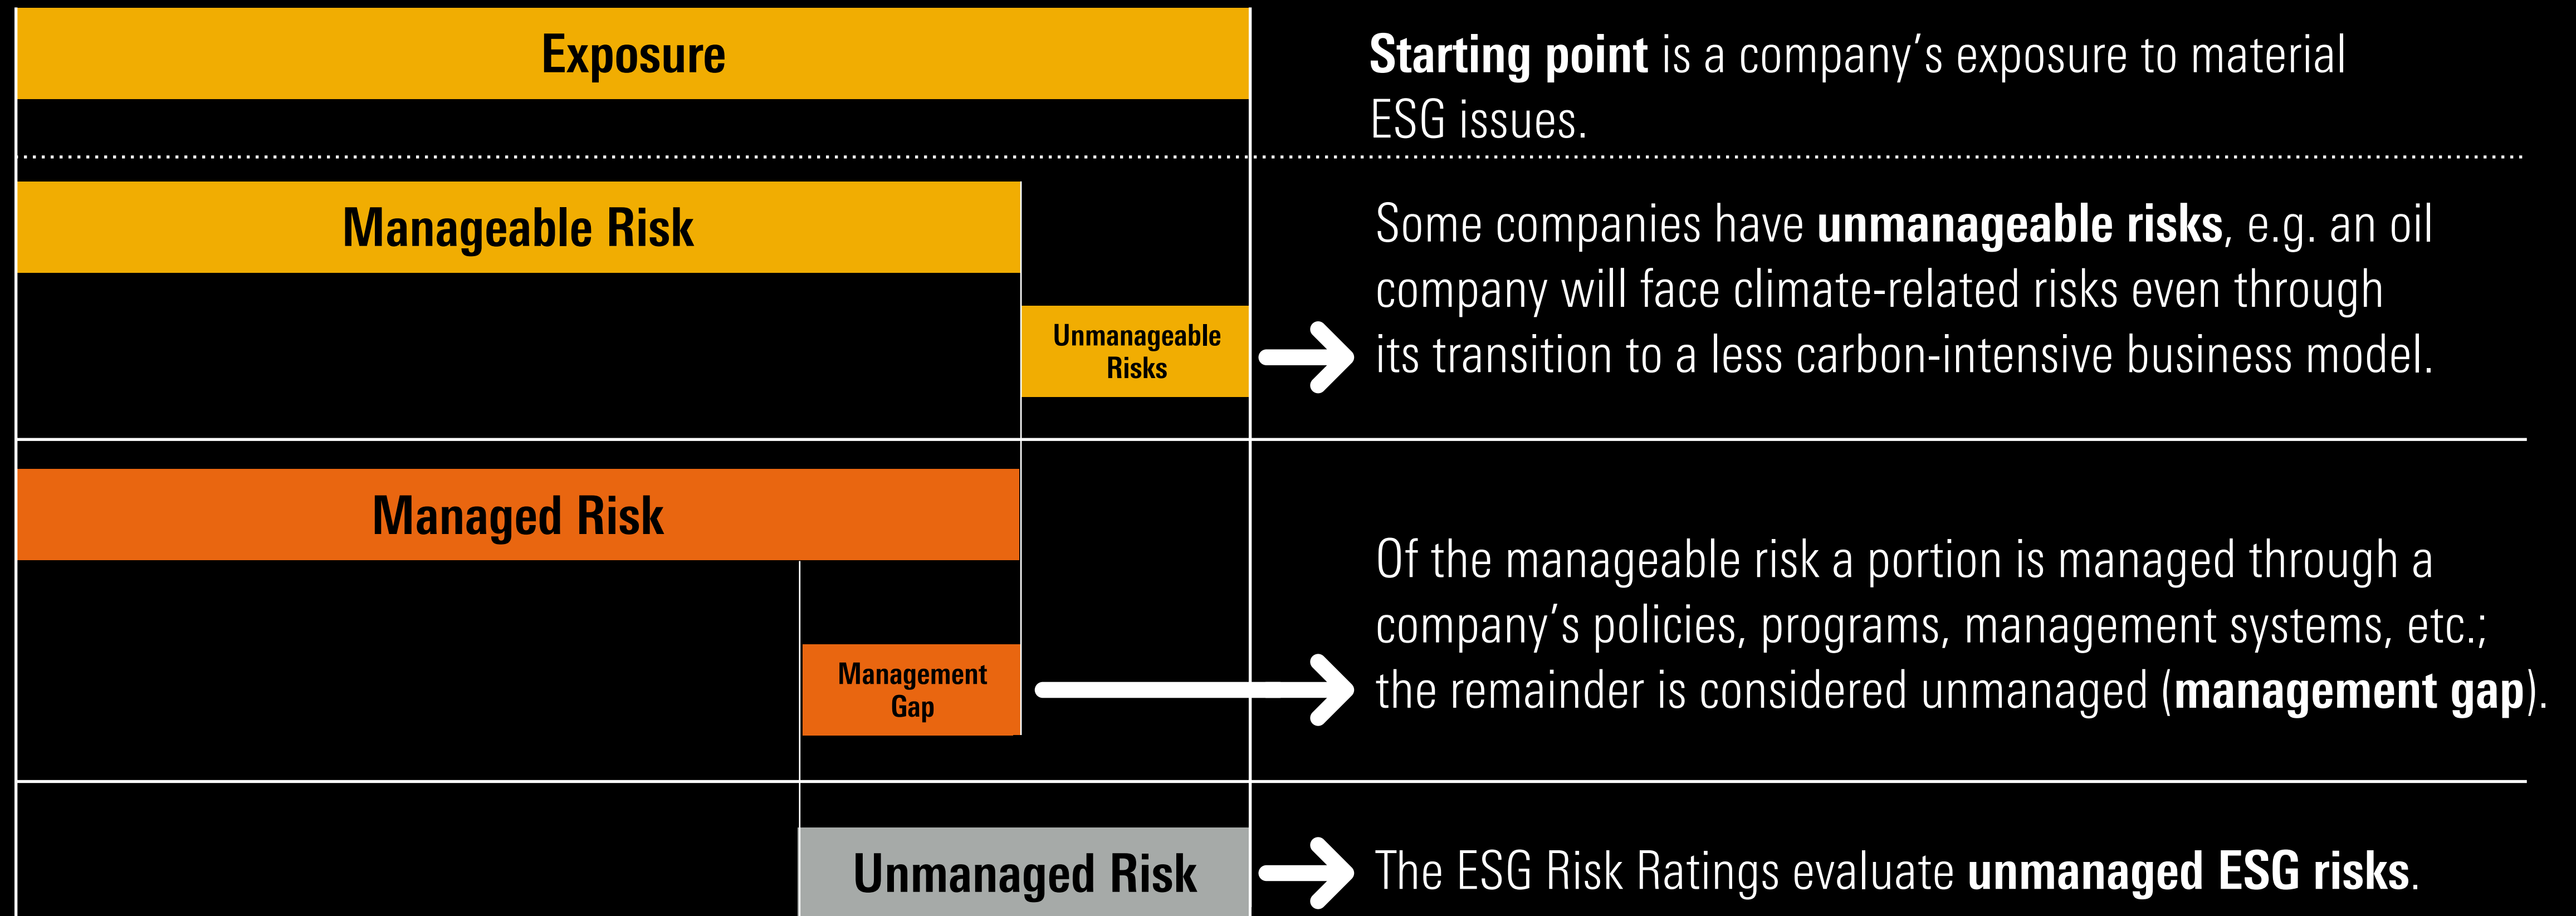 Exposure
Starting point is a company’s exposure to material
ESG issues.
Manageable Risk
Unmanageable
Risks
Some companies have unmanageable risks, e.g. an oil
company will face climate-related risks even through
its transition to a less carbon-intensive business model.
Managed Risk
Management
Gap
Of the manageable risk a portion is managed through a
company’s policies, programs, management systems, etc.;
the remainder is considered unmanaged (management gap).
Unmanaged Risk
The ESG Risk Ratings evaluate unmanaged ESG risks.